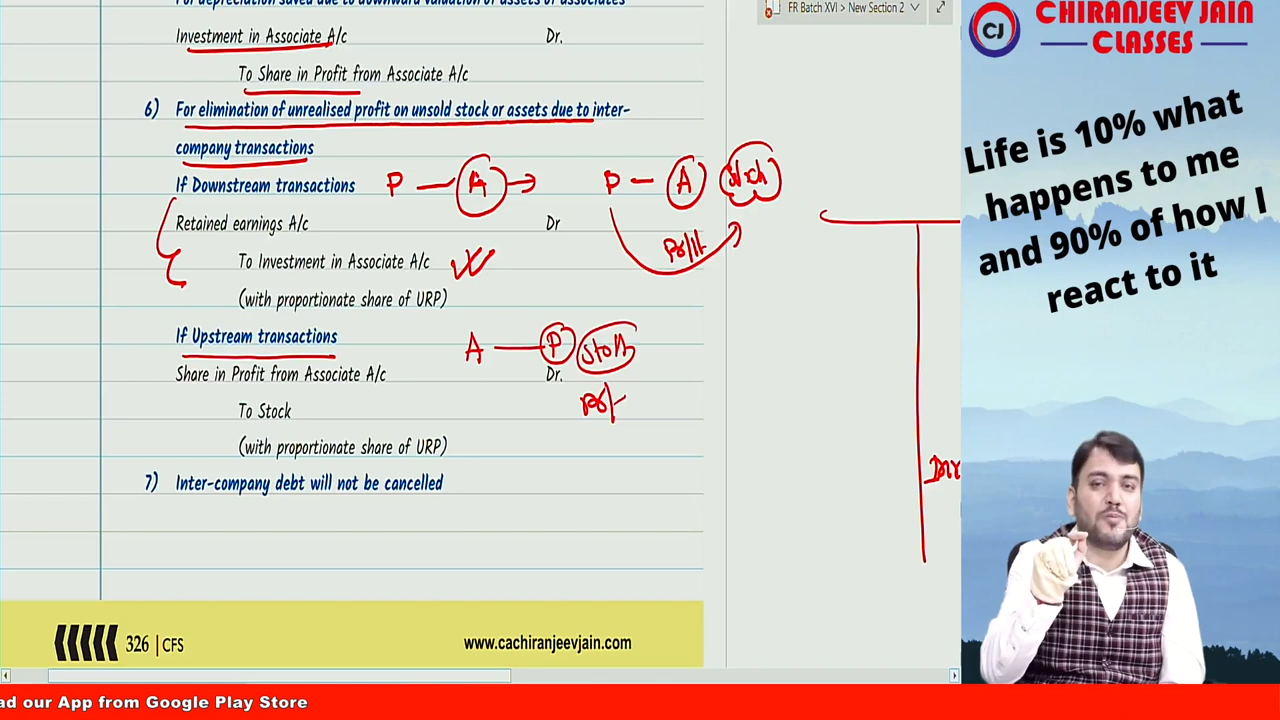 For depreciation saved due to downward valuation of assets of associates
Investment in Associate A/c Dr.
To Share in Profit from Associate A/c
6) For elimination of unrealised profit on unsold stock or assets due to inter-
company transactions
If Downstream transactions P — A → P — A
Retained earnings A/c Dr
Profit
To Investment in Associate A/c
(with proportionate share of URP)
If Upstream transactions A — P Stock
Share in Profit from Associate A/c Dr.
To Stock
(with proportionate share of URP)
7) Inter-company debt will not be cancelled
326 | CFS www.cachiranjeevjain.com
FR Batch XVI > New Section 2
CJ
CHIRANJEEV JAIN
CLASSES
Life is 10% what
happens to me
and 90% of how I
react to it
ad our App from Google Play Store